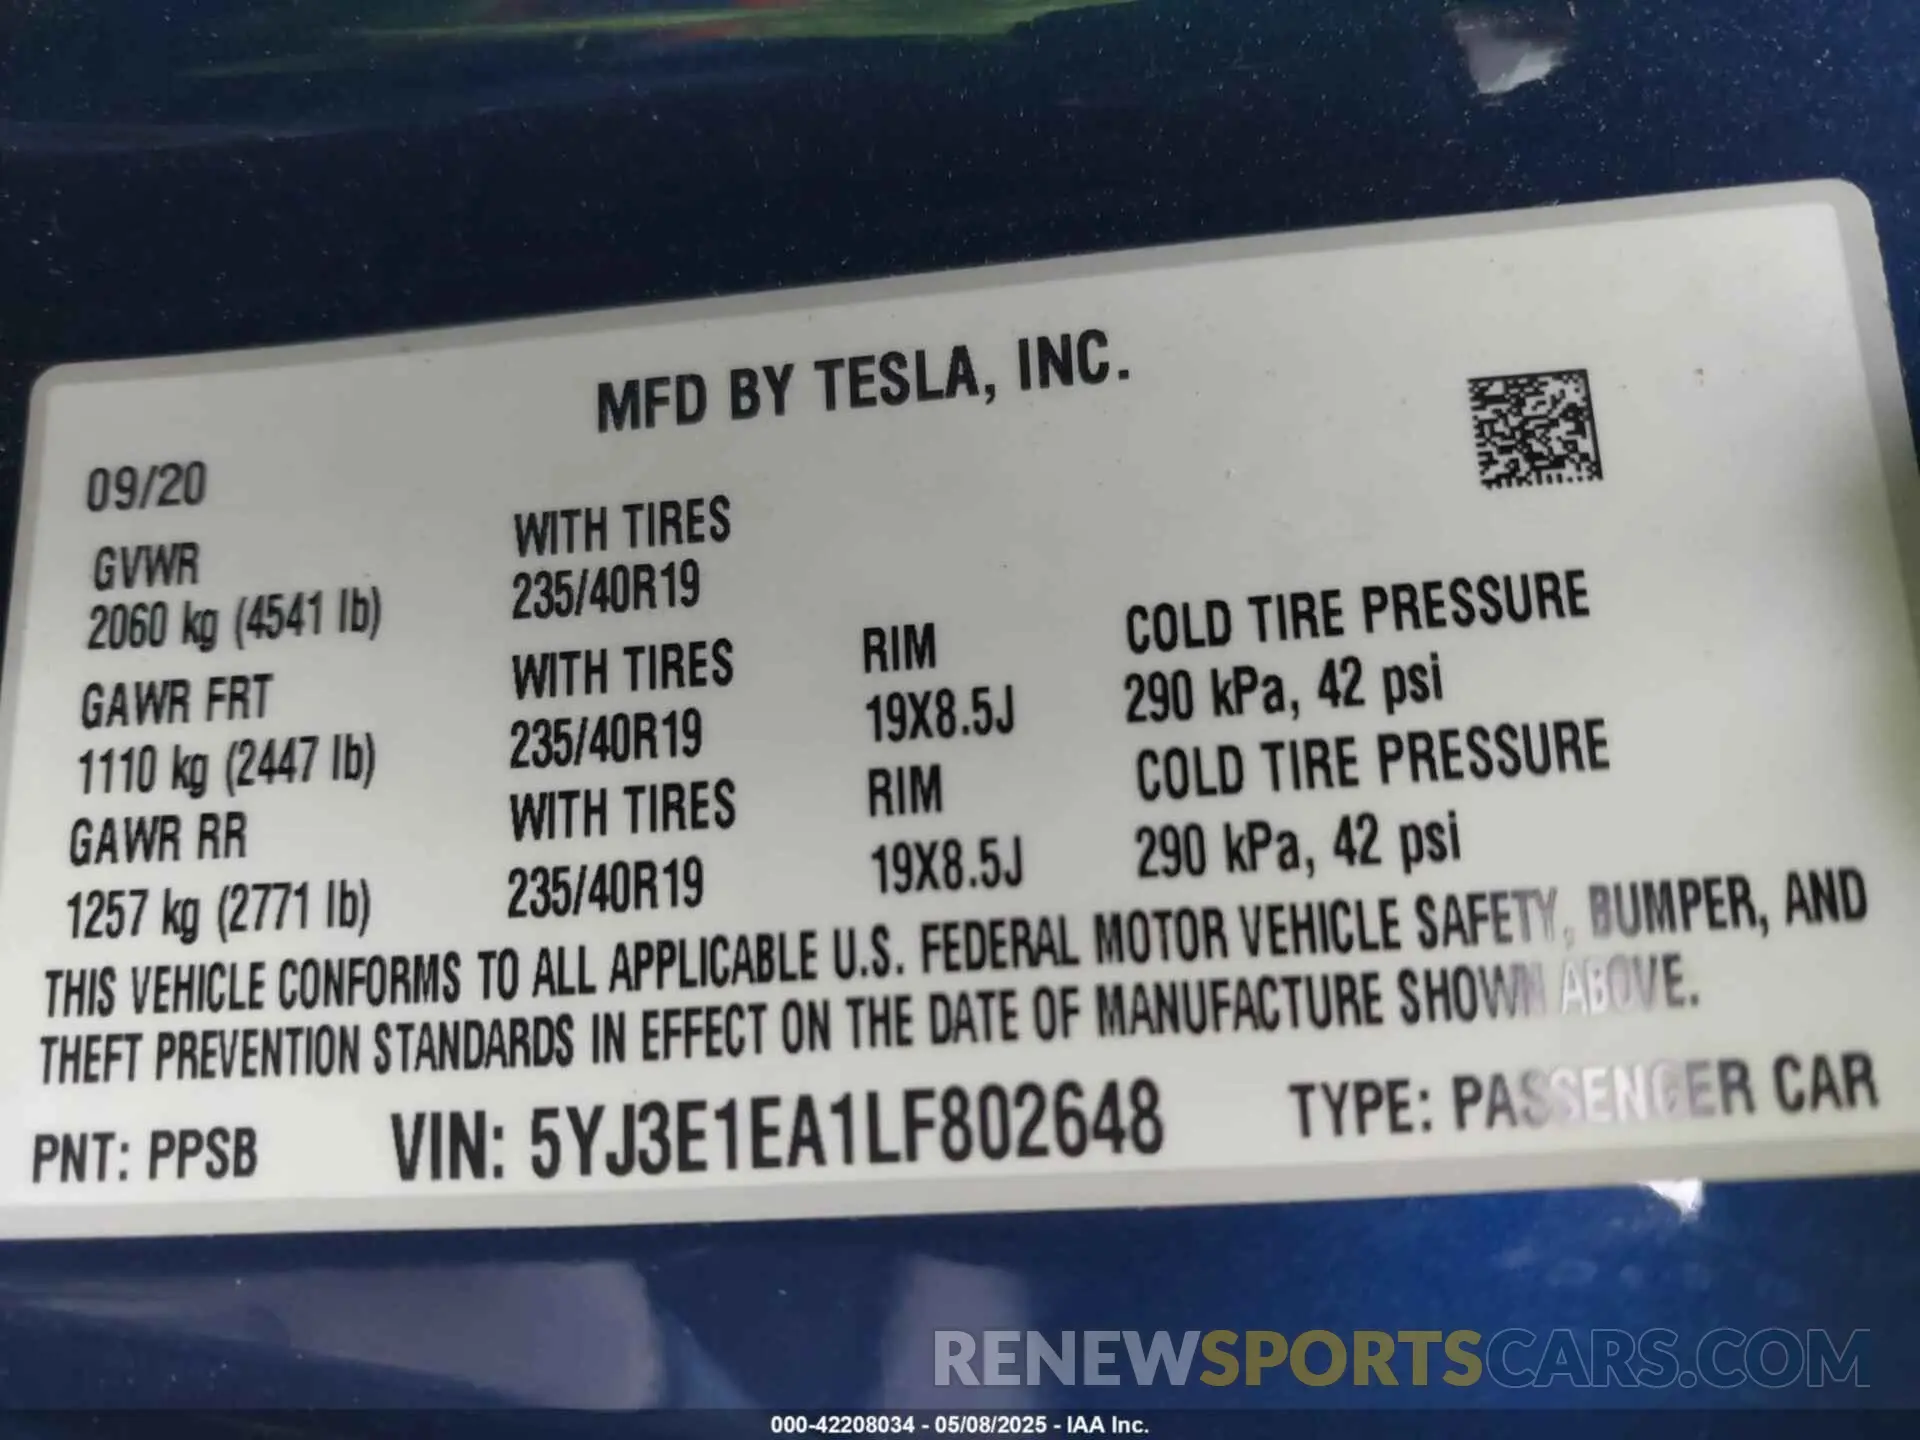 MFD BY TESLA, INC.
09/20
GVWR WITH TIRES
2060 kg (4541 lb) 235/40R19
GAWR FRT WITH TIRES RIM COLD TIRE PRESSURE
1110 kg (2447 lb) 235/40R19 19X8.5J 290 kPa, 42 psi
GAWR RR WITH TIRES RIM COLD TIRE PRESSURE
1257 kg (2771 lb) 235/40R19 19X8.5J 290 kPa, 42 psi
THIS VEHICLE CONFORMS TO ALL APPLICABLE U.S. FEDERAL MOTOR VEHICLE SAFETY, BUMPER, AND
THEFT PREVENTION STANDARDS IN EFFECT ON THE DATE OF MANUFACTURE SHOWN ABOVE.
PNT: PPSB VIN: 5YJ3E1EA1LF802648 TYPE: PASSENGER CAR
RENEWSPORTSCARS.COM
000-42208034 - 05/08/2025 - IAA Inc.